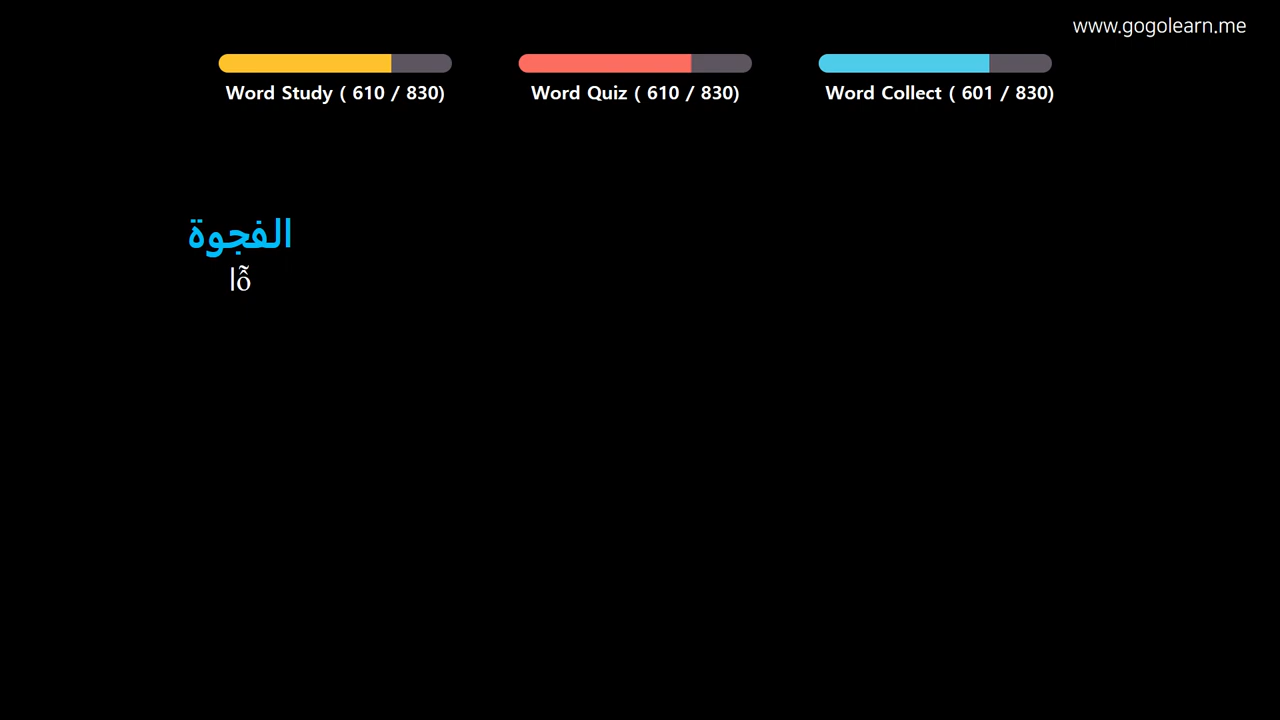 www.gogolearn.me
Word Study ( 610 / 830)
Word Quiz ( 610 / 830)
Word Collect ( 601 / 830)
الفجوة
lỗ